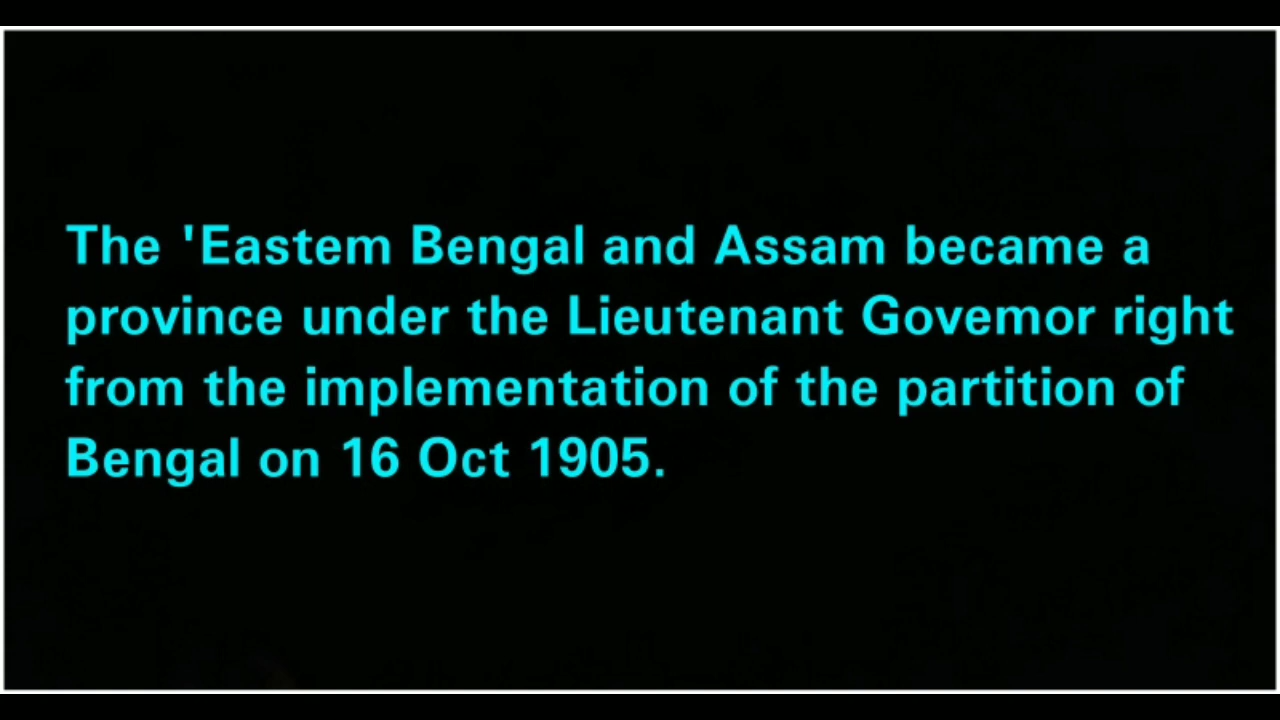 The 'Eastem Bengal and Assam became a
province under the Lieutenant Govemor right
from the implementation of the partition of
Bengal on 16 Oct 1905.